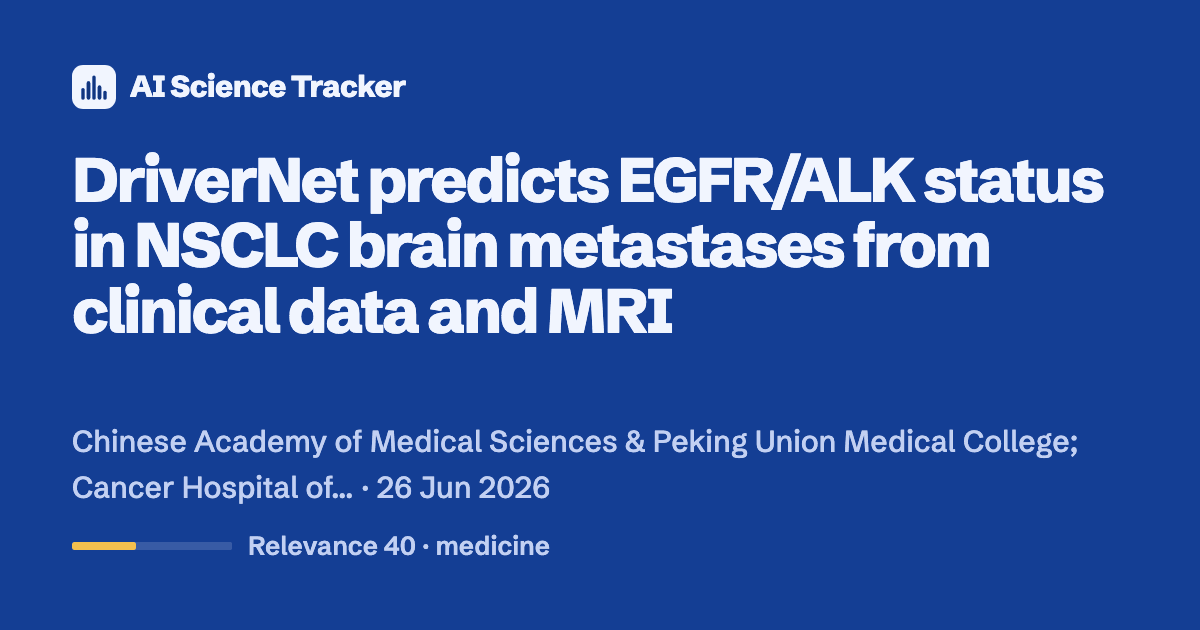 AI Science Tracker
DriverNet predicts EGFR/ALK status
in NSCLC brain metastases from
clinical data and MRI
Chinese Academy of Medical Sciences & Peking Union Medical College;
Cancer Hospital of... · 26 Jun 2026
Relevance 40 · medicine